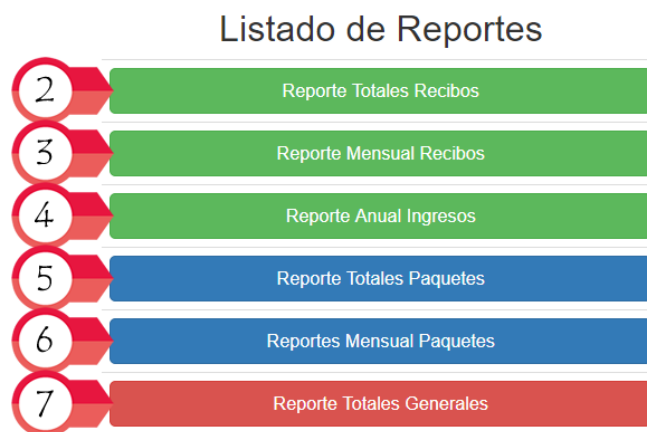 Listado de Reportes
2 Reporte Totales Recibos
3 Reporte Mensual Recibos
4 Reporte Anual Ingresos
5 Reporte Totales Paquetes
6 Reportes Mensual Paquetes
7 Reporte Totales Generales